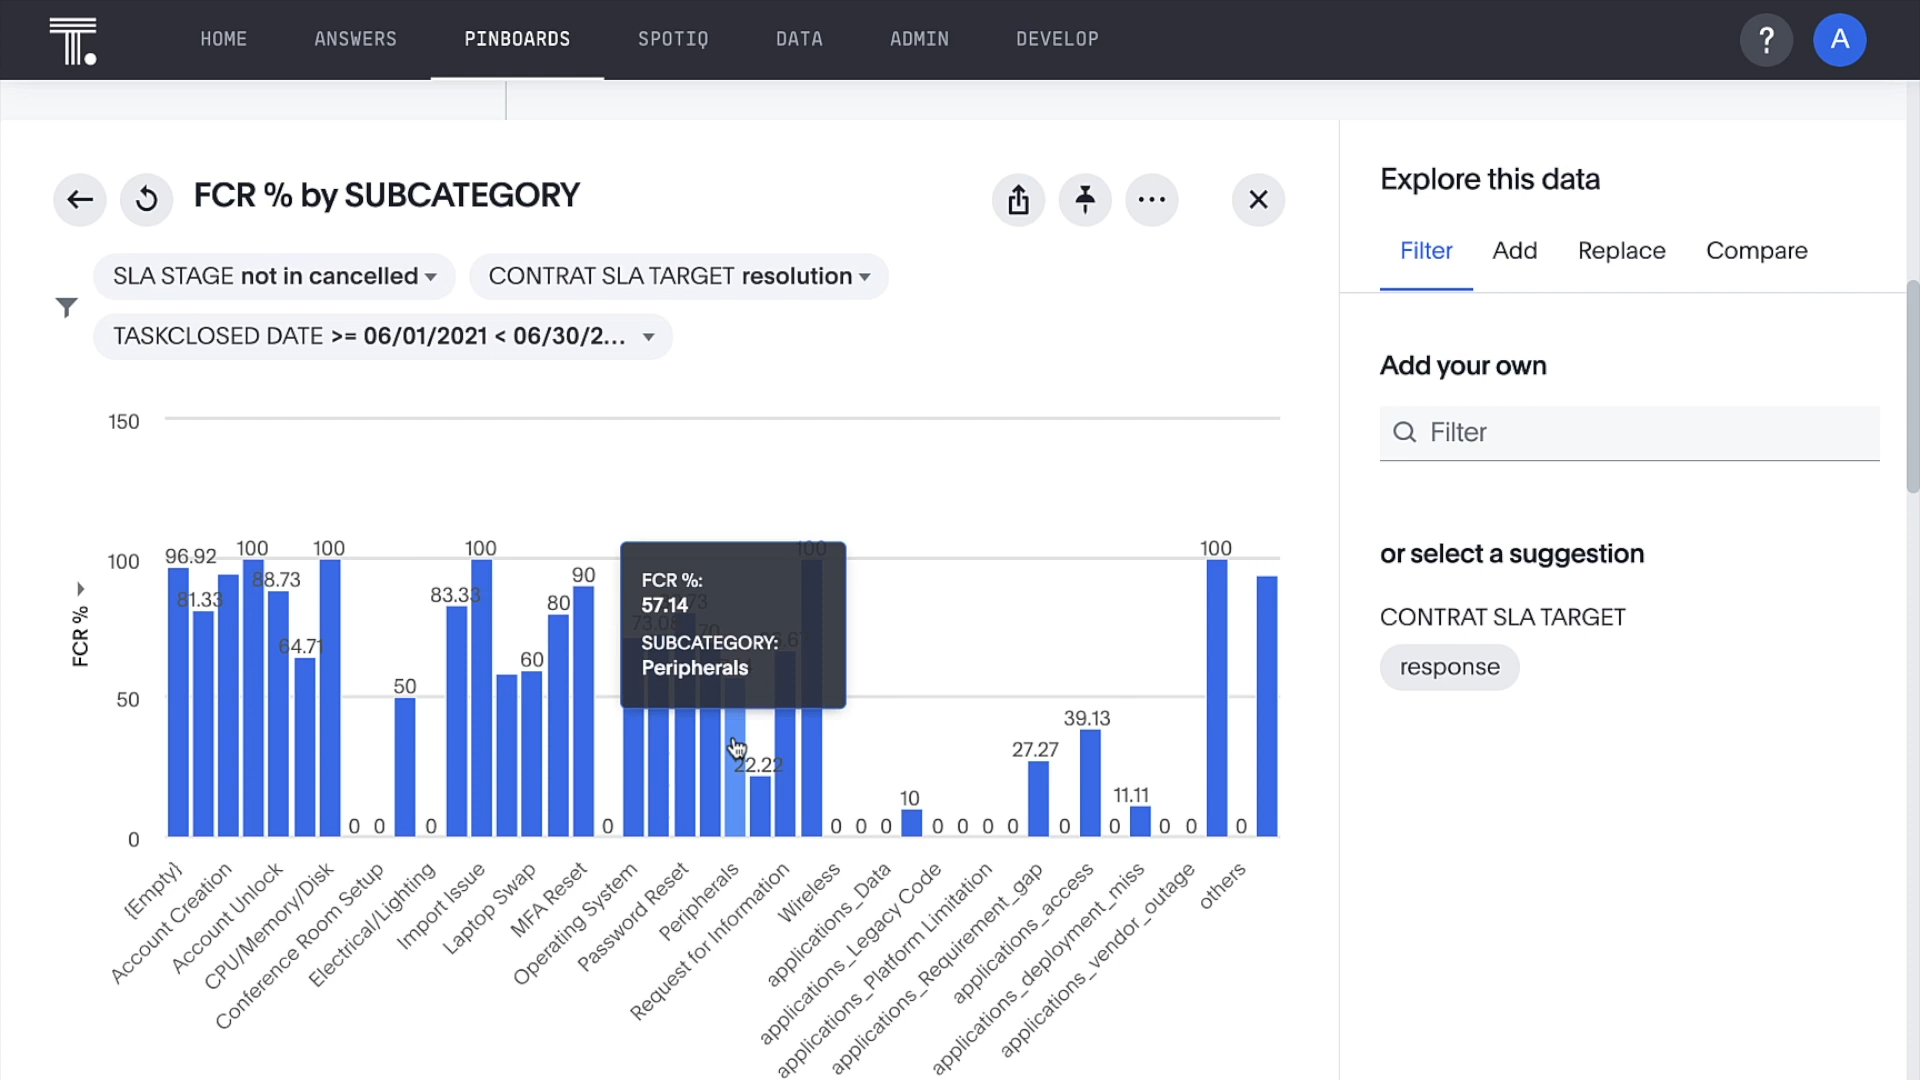 T.
HOME ANSWERS PINBOARDS SPOTIQ DATA ADMIN DEVELOP ? A
FCR % by SUBCATEGORY
SLA STAGE not in cancelled CONTRAT SLA TARGET resolution
TASKCLOSED DATE >= 06/01/2021 < 06/30/2...
Explore this data
Filter Add Replace Compare
Add your own
Filter
or select a suggestion
CONTRAT SLA TARGET
response
FCR %
150
100
50
0
96.92
81.33
100
88.73
64.71
100
0
0
50
0
83.33
100
60
80
90
0
73.08
70
22.22
100
0
0
0
10
0
0
0
0
27.27
0
39.13
0
11.11
0
0
100
0
FCR %:
57.14
SUBCATEGORY:
Peripherals
{Empty}
Account Creation
Account Unlock
CPU/Memory/Disk
Conference Room Setup
Electrical/Lighting
Import Issue
Laptop Swap
MFA Reset
Operating System
Password Reset
Peripherals
Request for Information
Wireless
applications_Data
applications_Legacy Code
applications_Platform Limitation
applications_Requirement_gap
applications_access
applications_deployment_miss
applications_vendor_outage
others